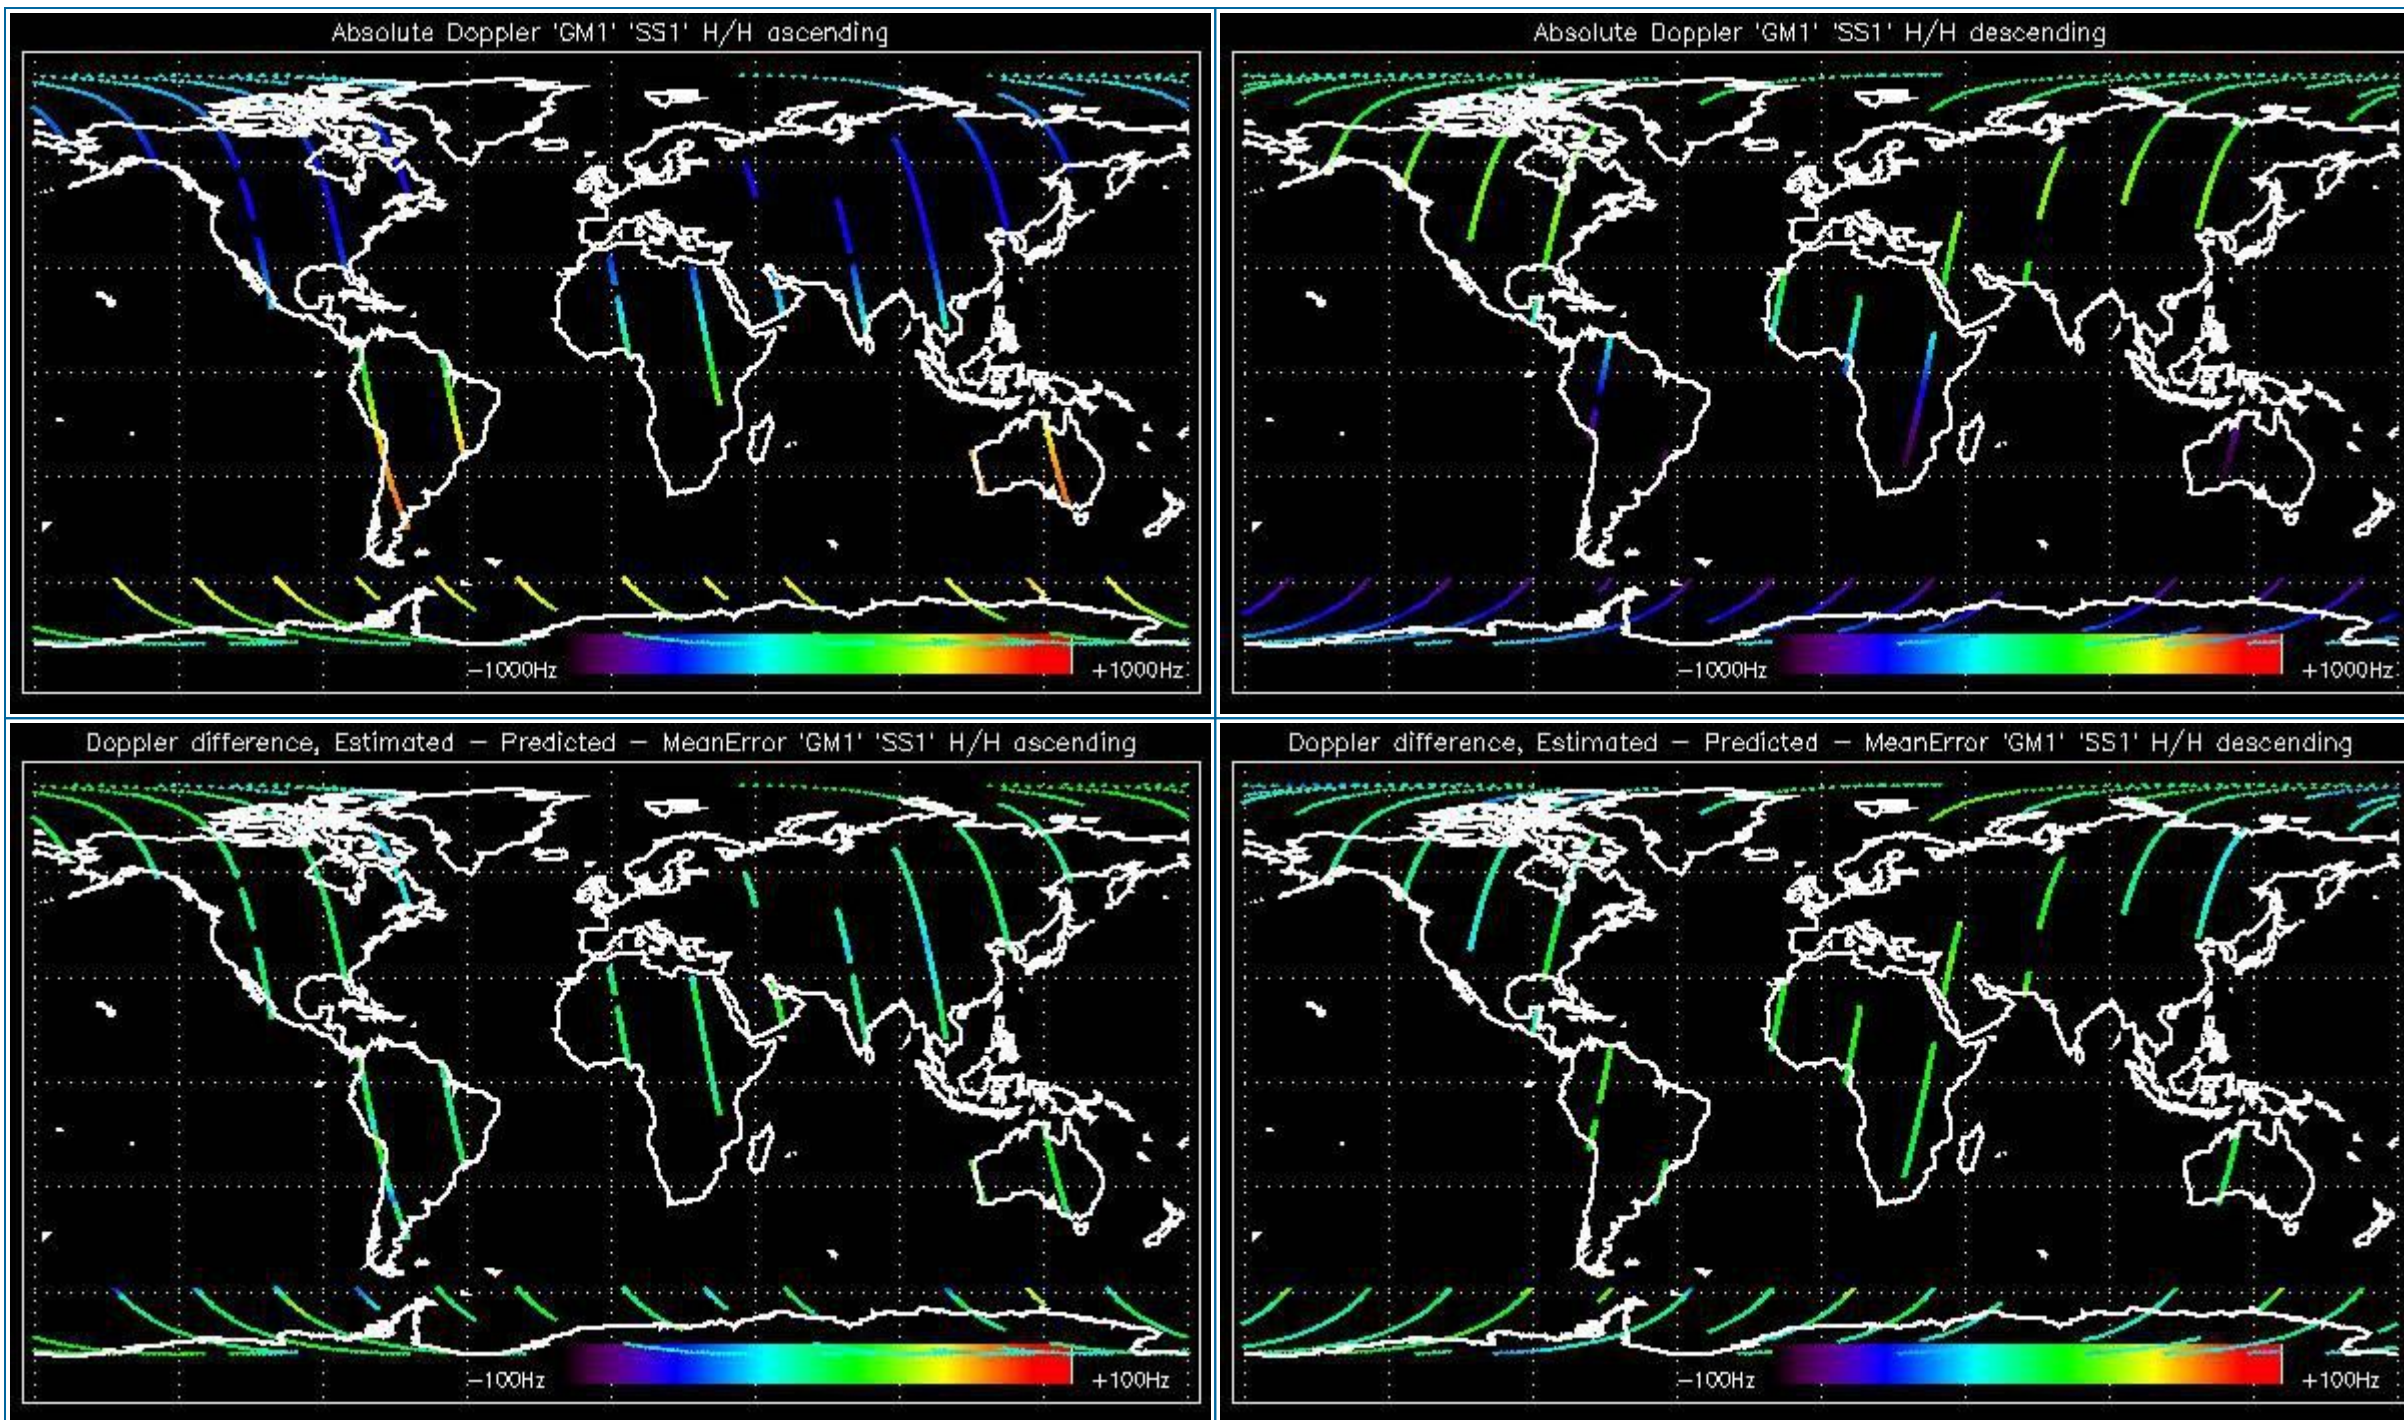 Absolute Doppler 'GM1' 'SS1' H/H ascending
−1000Hz
+1000Hz
Absolute Doppler 'GM1' 'SS1' H/H descending
−1000Hz
+1000Hz
Doppler difference, Estimated − Predicted − MeanError 'GM1' 'SS1' H/H ascending
−100Hz
+100Hz
Doppler difference, Estimated − Predicted − MeanError 'GM1' 'SS1' H/H descending
−100Hz
+100Hz